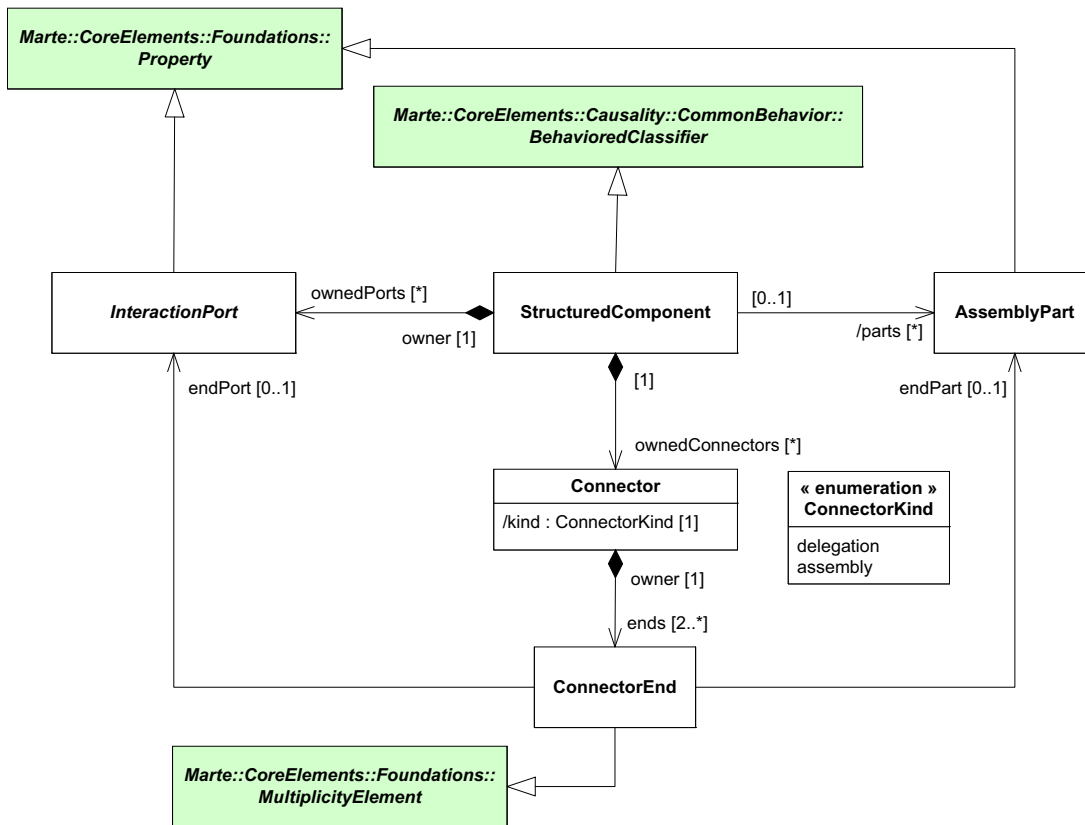 Marte::CoreElements::Foundations::
Property
Marte::CoreElements::Causality::CommonBehavior::
BehavioredClassifier
InteractionPort
ownedPorts [*]
owner [1]
StructuredComponent
[0..1]
/parts [*]
AssemblyPart
endPort [0..1]
[1]
endPart [0..1]
ownedConnectors [*]
Connector
/kind : ConnectorKind [1]
« enumeration »
ConnectorKind
delegation
assembly
owner [1]
ends [2..*]
ConnectorEnd
Marte::CoreElements::Foundations::
MultiplicityElement